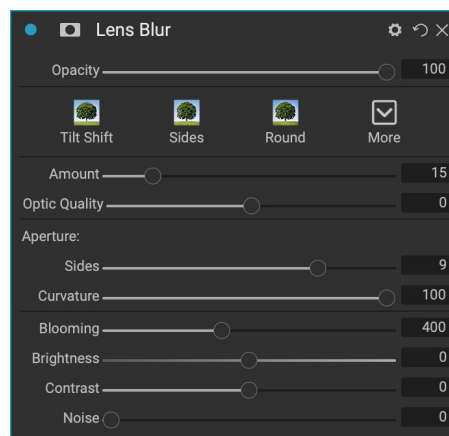 Lens Blur
Opacity 100
Tilt Shift Sides Round More
Amount 15
Optic Quality 0
Aperture:
Sides 9
Curvature 100
Blooming 400
Brightness 0
Contrast 0
Noise 0